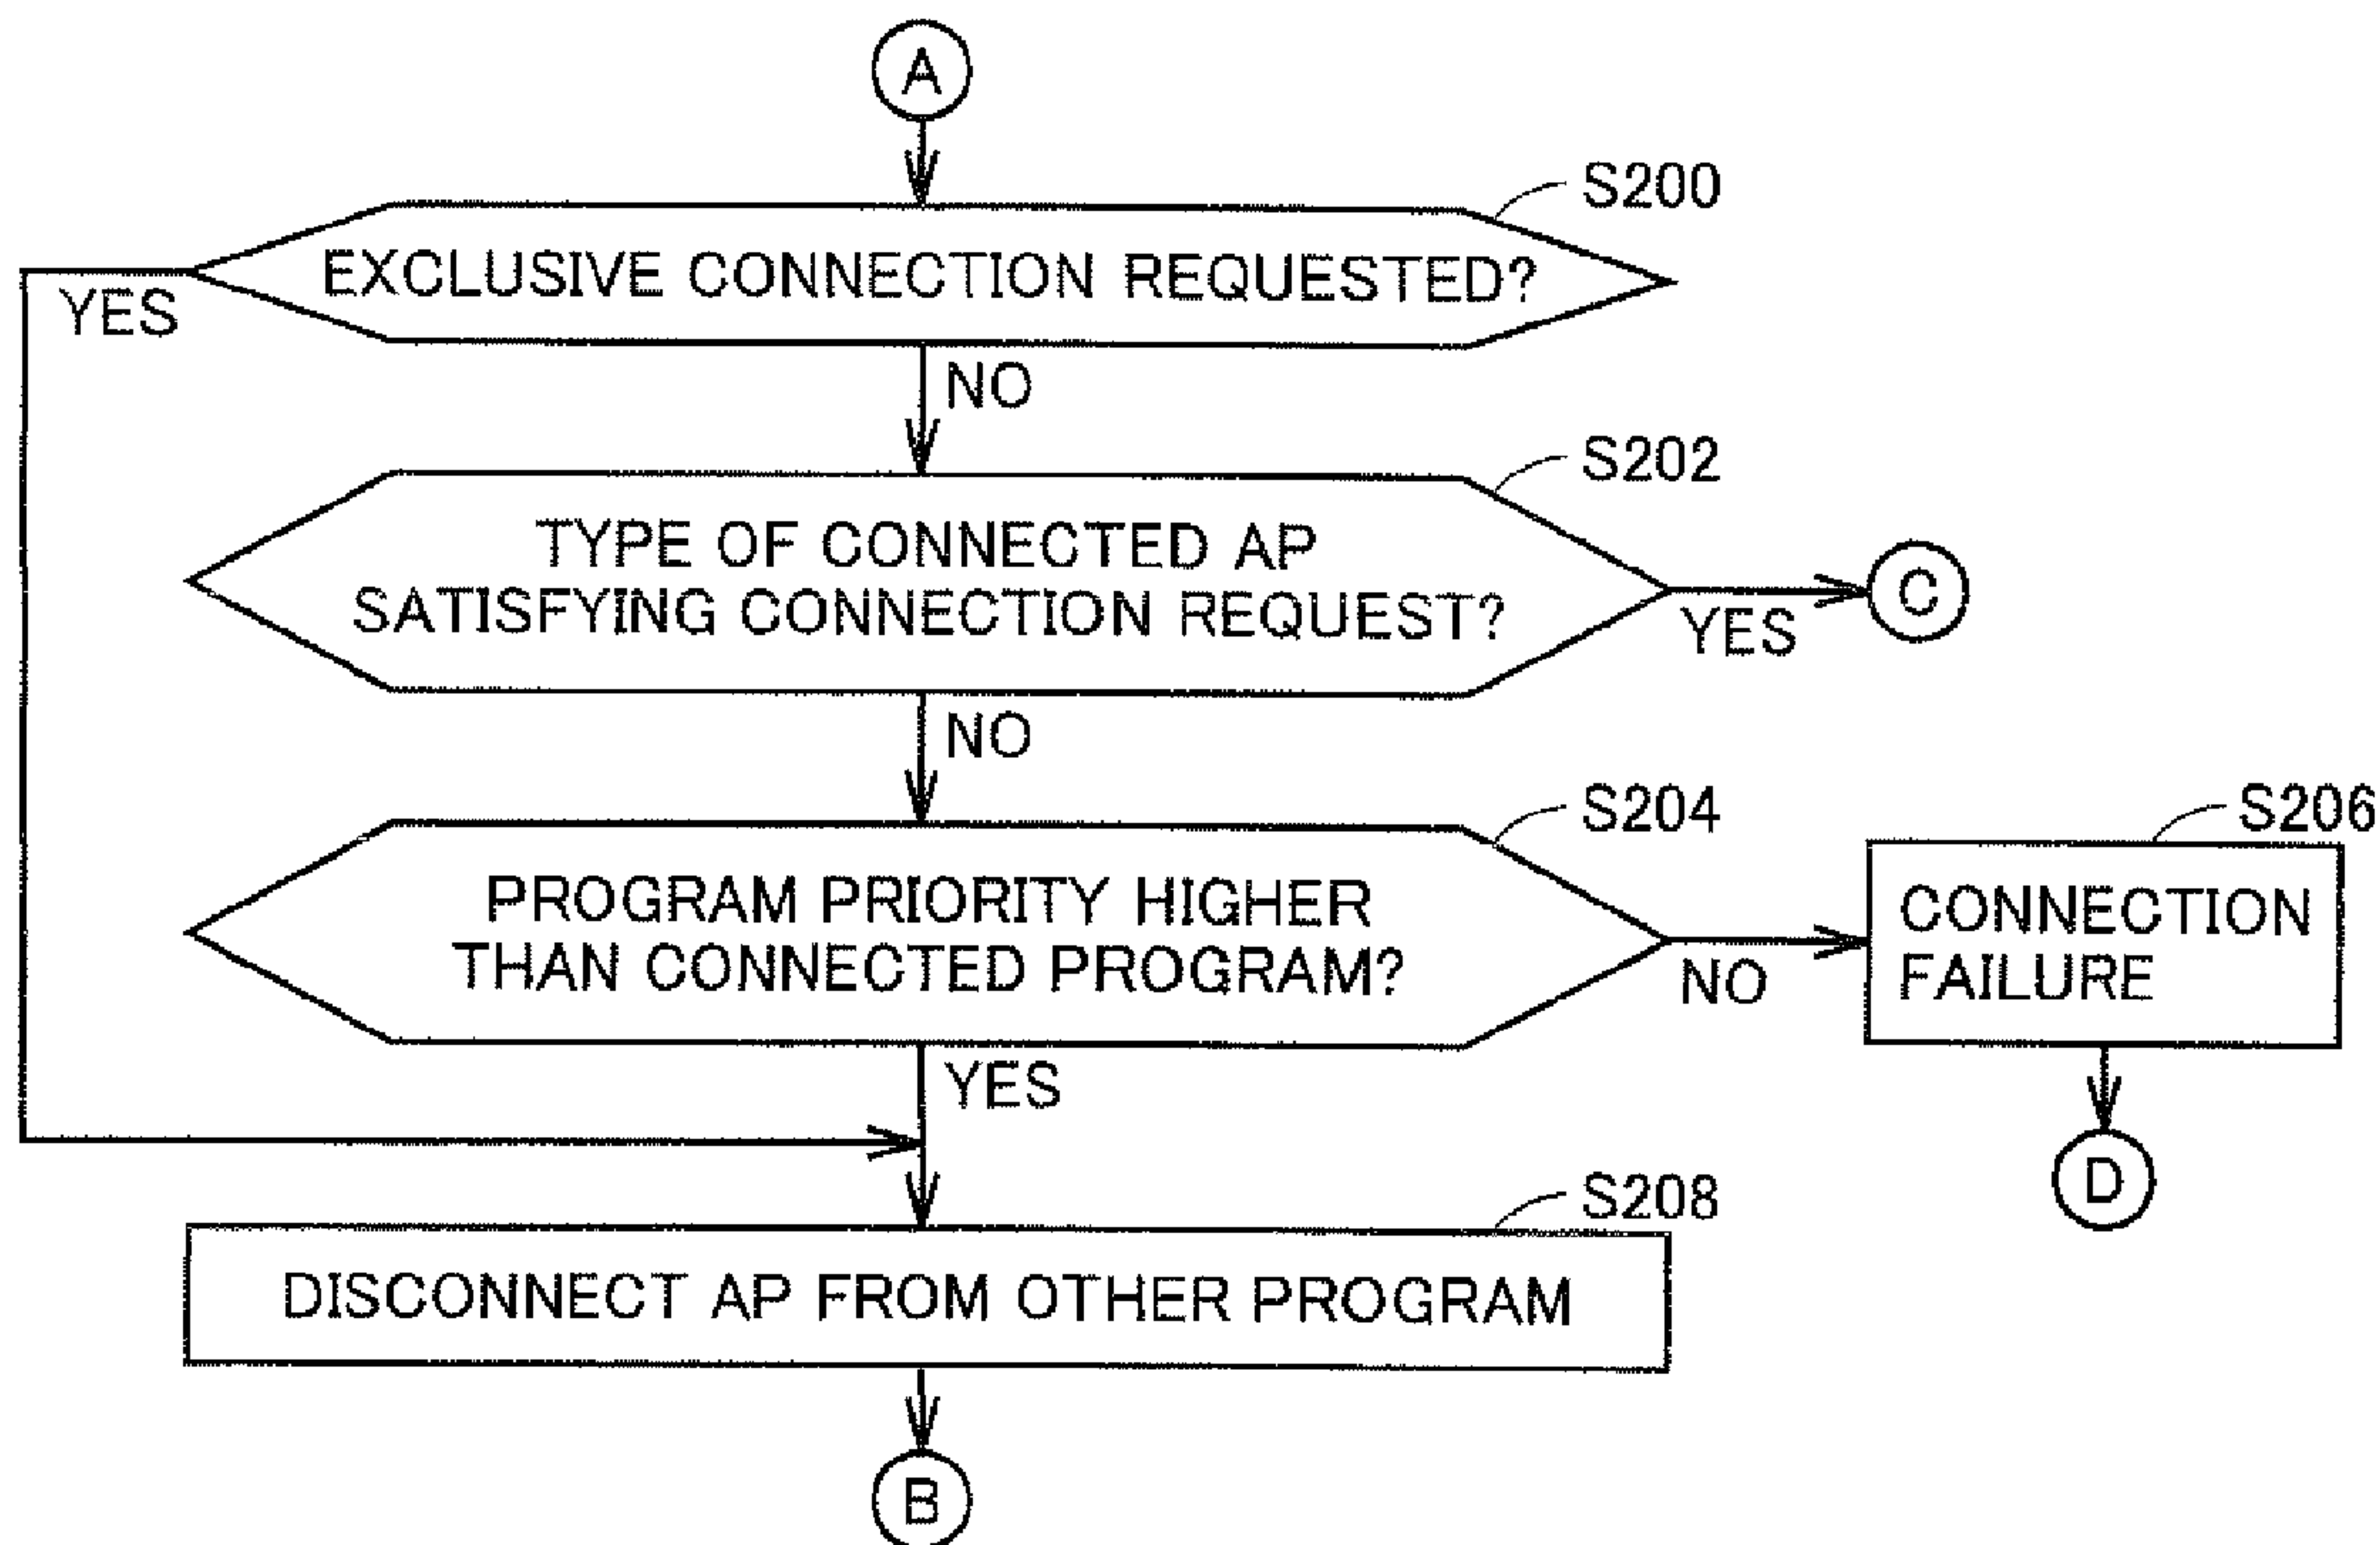 A
S200
EXCLUSIVE CONNECTION REQUESTED?
YES
NO
S202
TYPE OF CONNECTED AP
SATISFYING CONNECTION REQUEST?
YES
C
NO
S204
PROGRAM PRIORITY HIGHER
THAN CONNECTED PROGRAM?
NO
S206
CONNECTION
FAILURE
YES
D
S208
DISCONNECT AP FROM OTHER PROGRAM
B